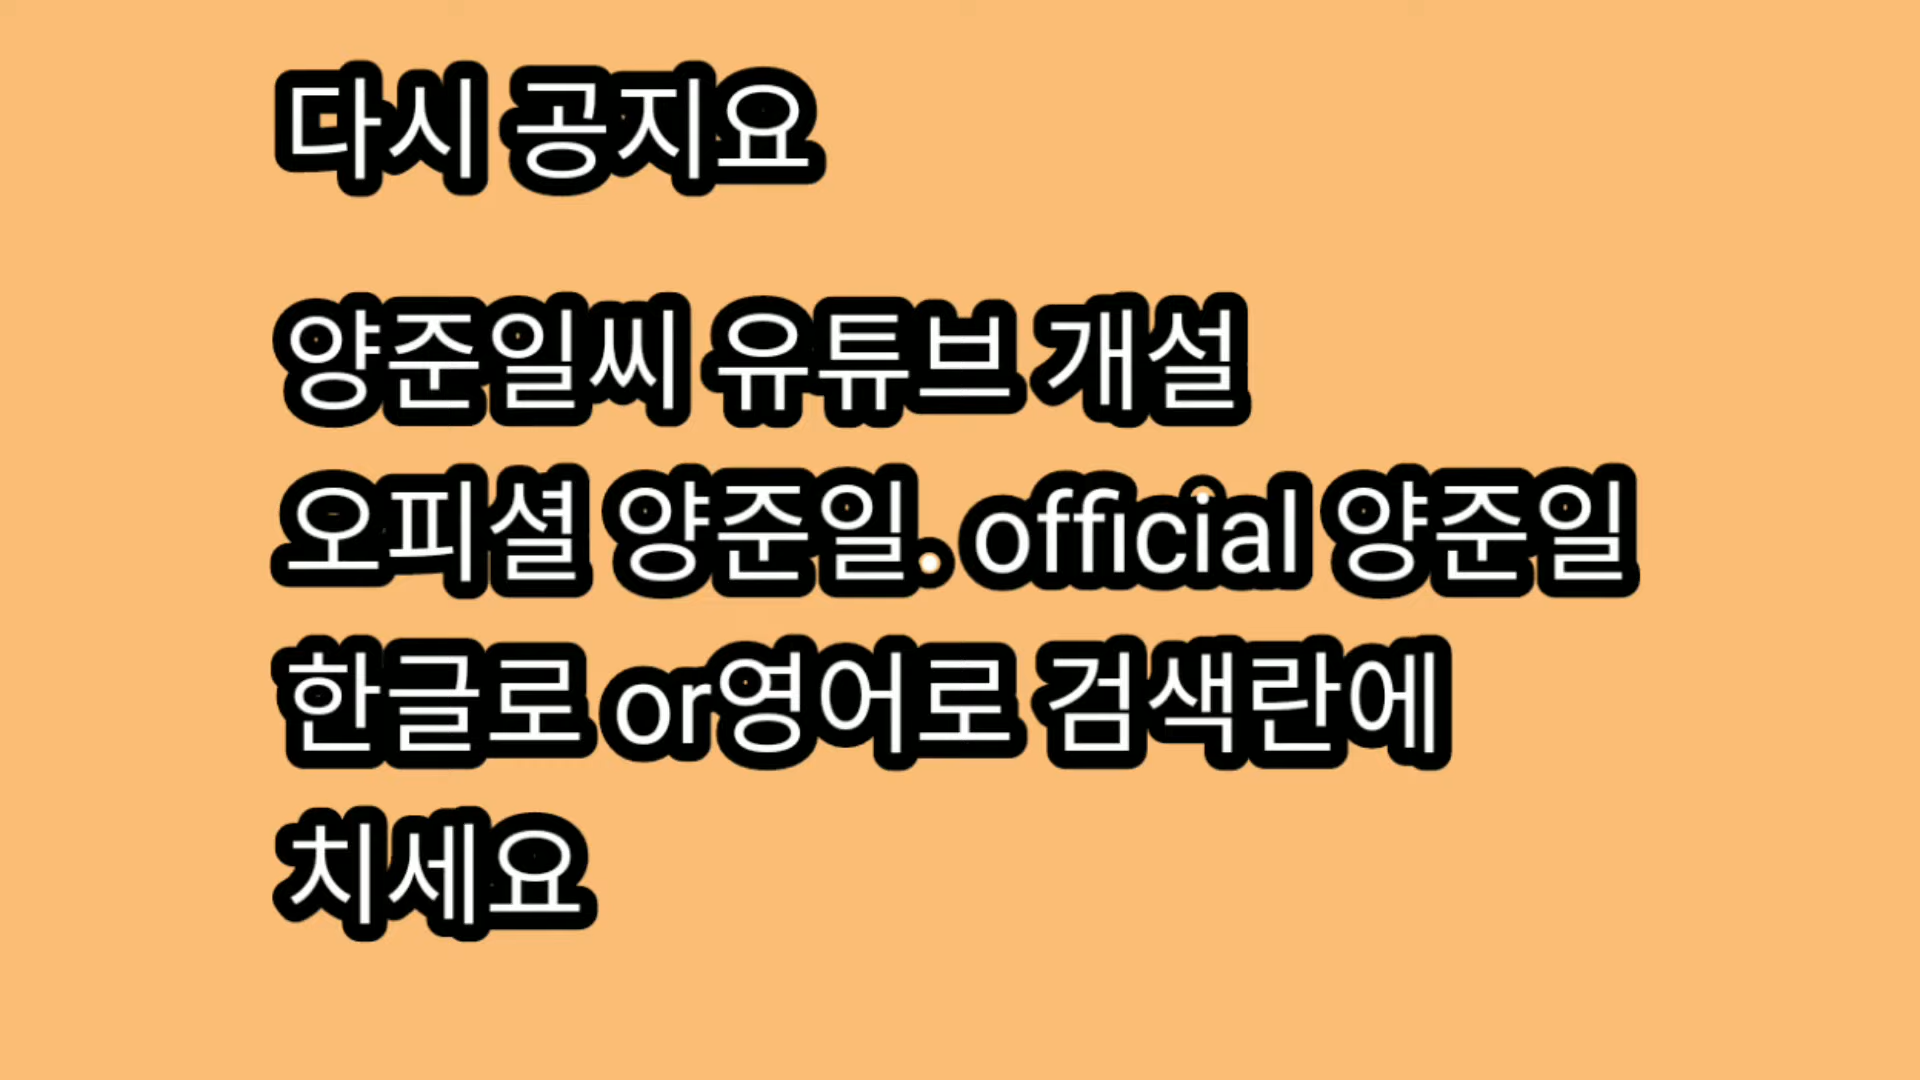 다시 공지요
양준일씨 유튜브 개설
오피셜 양준일. official 양준일
한글로 or영어로 검색란에
치세요